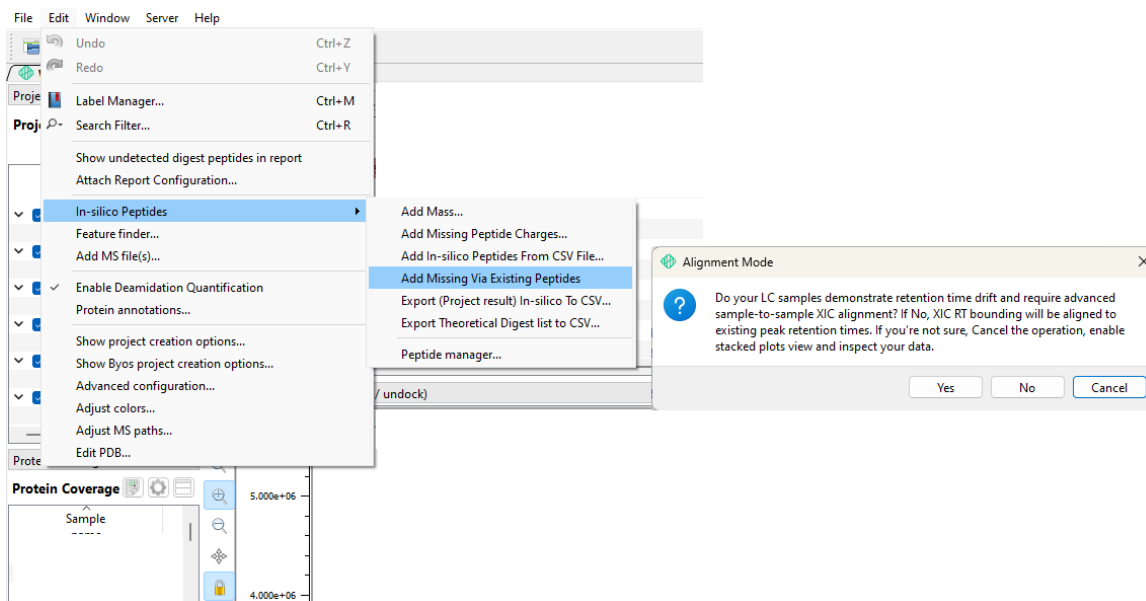 File Edit Window Server Help
Undo Ctrl+Z
Redo Ctrl+Y
Proje
Label Manager... Ctrl+M
Proj
Search Filter... Ctrl+R
Show undetected digest peptides in report
Attach Report Configuration...
In-silico Peptides
Feature finder...
Add MS file(s)...
Enable Deamidation Quantification
Protein annotations...
Show project creation options...
Show Byos project creation options...
Advanced configuration...
Adjust colors...
Adjust MS paths...
Edit PDB...
Add Mass...
Add Missing Peptide Charges...
Add In-silico Peptides From CSV File...
Add Missing Via Existing Peptides
Export (Project result) In-silico To CSV...
Export Theoretical Digest list to CSV...
Peptide manager...
/ undock)
Alignment Mode
Do your LC samples demonstrate retention time drift and require advanced
sample-to-sample XIC alignment? If No, XIC RT bounding will be aligned to
existing peak retention times. If you're not sure, Cancel the operation, enable
stacked plots view and inspect your data.
Yes No Cancel
Prote
Protein Coverage
Sample
5.000e+06
4.000e+06